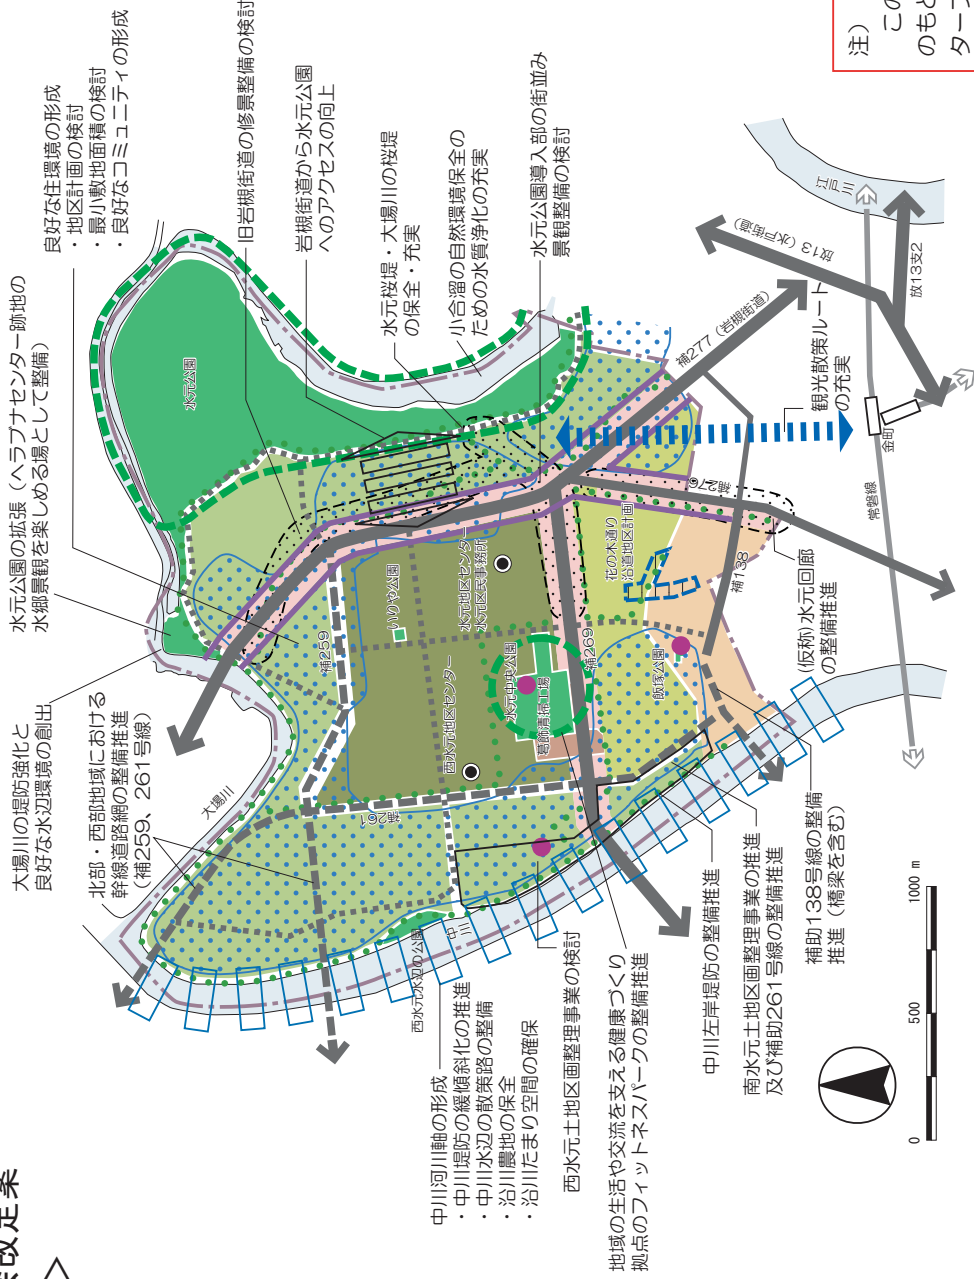 案改定案
注）
この
のもと
タープ
良好な住環境の形成
・地区計画の検討
・最小敷地面積の検討
・良好なコミュニティの形成
水元公園の拡張（ヘラブナセンター跡地の
水郷景観を楽しめる場として整備）
大場川の堤防強化と
良好な水辺環境の創出
北部・西部地域における
幹線道路網の整備推進
（補259、261号線）
旧岩槻街道の修景整備の検討
岩槻街道から水元公園
へのアクセスの向上
水元桜堤・大場川の桜堤
の保全・充実
小合溜の自然環境保全の
ための水質浄化の充実
水元公園導入部の街並み
景観整備の検討
観光散策ルート
の充実
(仮称)水元回廊
の整備推進
補助138号線の整備
推進（橋梁を含む）
南水元土地区画整理事業の推進
及び補助261号線の整備推進
中川左岸堤防の整備推進
地域の生活や交流を支える健康づくり
拠点のフィットネスパークの整備推進
西水元土地区画整理事業の検討
中川河川軸の形成
・中川堤防の緩傾斜化の推進
・中川水辺の散策路の整備
・沿川農地の保全
・沿川たまり空間の確保
水元公園
大場川
中川
江戸川
西水元水辺の公園
補259
補261
補269
補276
補138
補277（岩槻街道）
放13（水戸街道）
放13支2
常磐線
金町
いりや公園
水元地区センター
水元区民事務所
西水元地区センター
水元中央公園
葛飾清掃工場
花の木通り
沿道地区計画
飯塚公園
0
500
1000 m